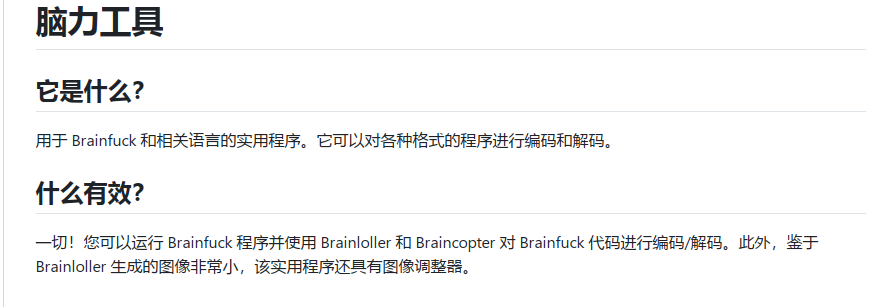 脑力工具
它是什么？
用于 Brainfuck 和相关语言的实用程序。它可以对各种格式的程序进行编码和解码。
什么有效？
一切！您可以运行 Brainfuck 程序并使用 Brainloller 和 Braincopter 对 Brainfuck 代码进行编码/解码。此外，鉴于
Brainloller 生成的图像非常小，该实用程序还具有图像调整器。